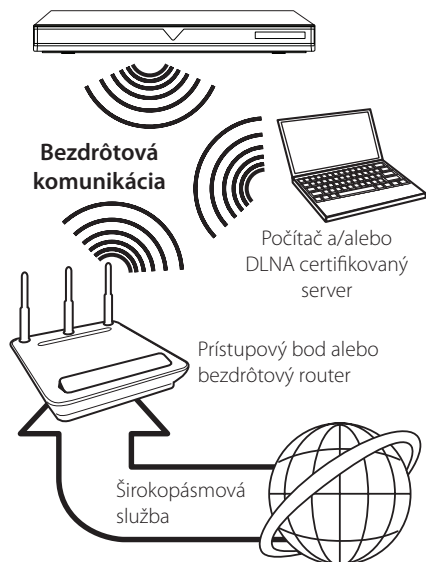 Bezdrôtová
komunikácia
Počítač a/alebo
DLNA certifikovaný
server
Prístupový bod alebo
bezdrôtový router
Širokopásmová
služba